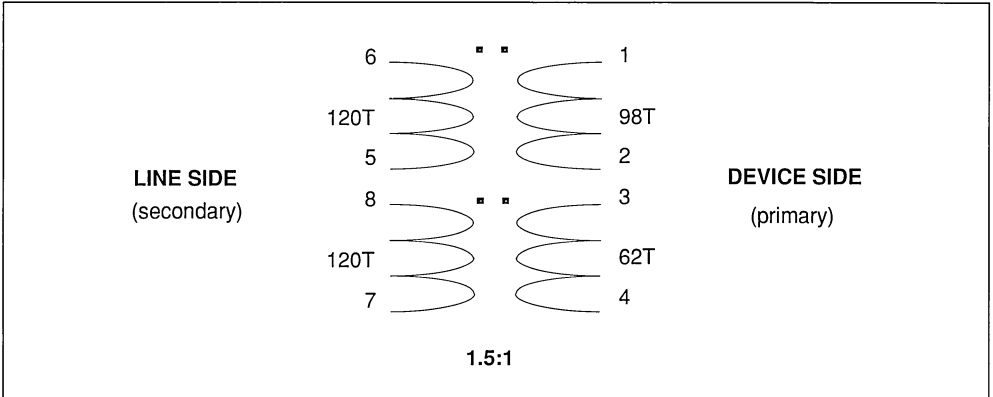 6 1
120T 98T
5 2
LINE SIDE
(secondary)
DEVICE SIDE
(primary)
8 3
120T 62T
7 4
1.5:1